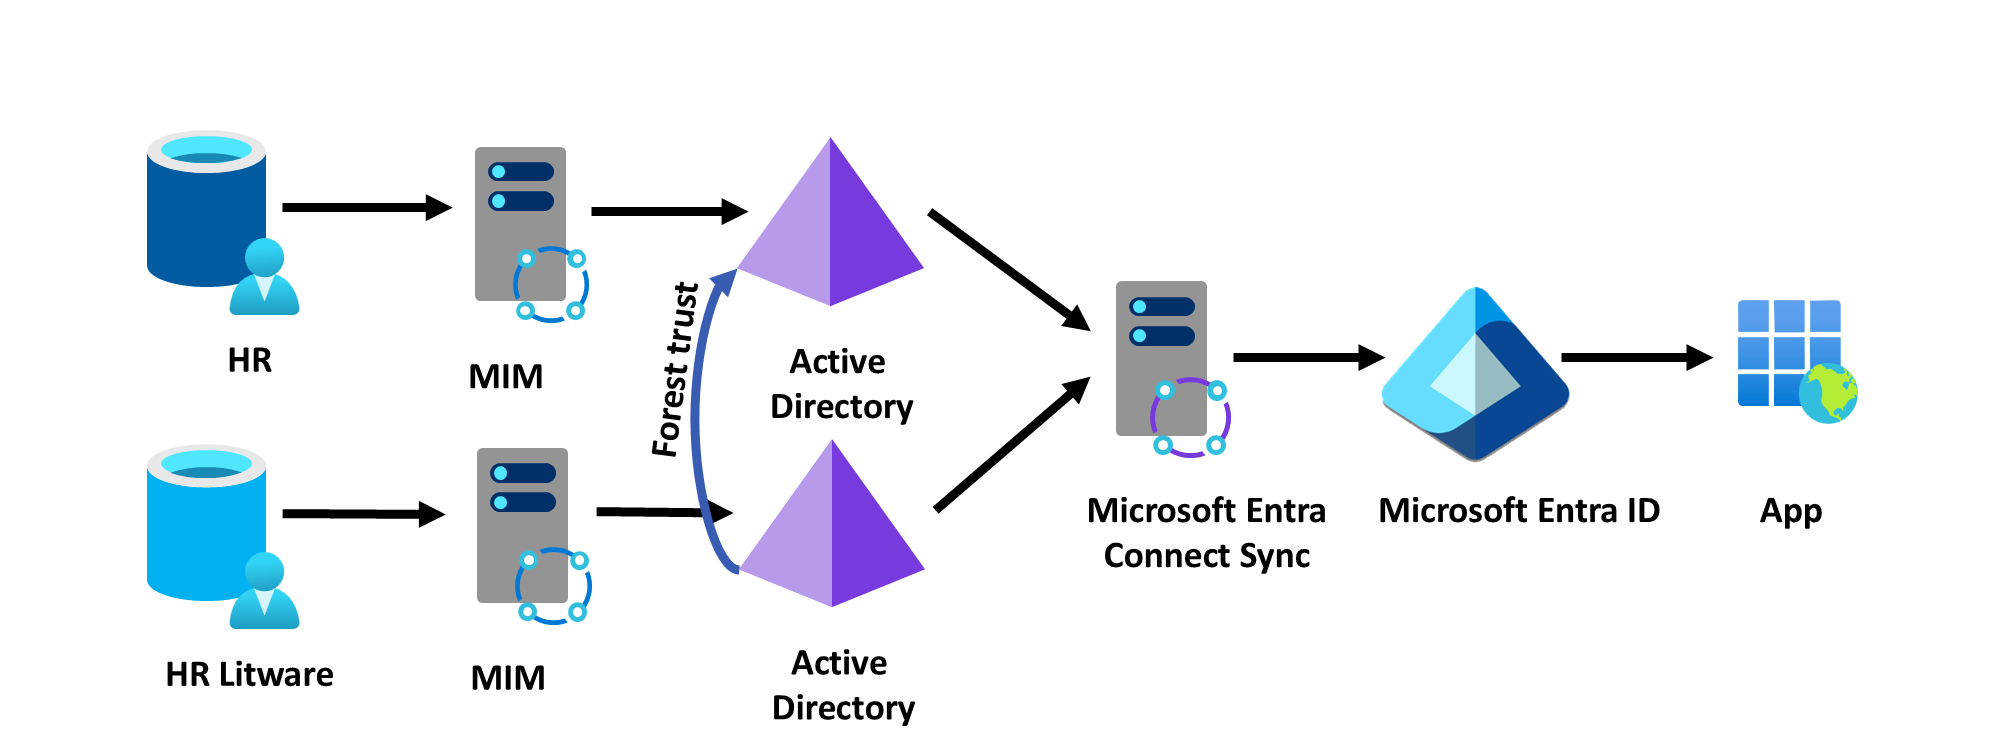 HR
MIM
Active
Directory
Forest trust
HR Litware
MIM
Active
Directory
Microsoft Entra
Connect Sync
Microsoft Entra ID
App